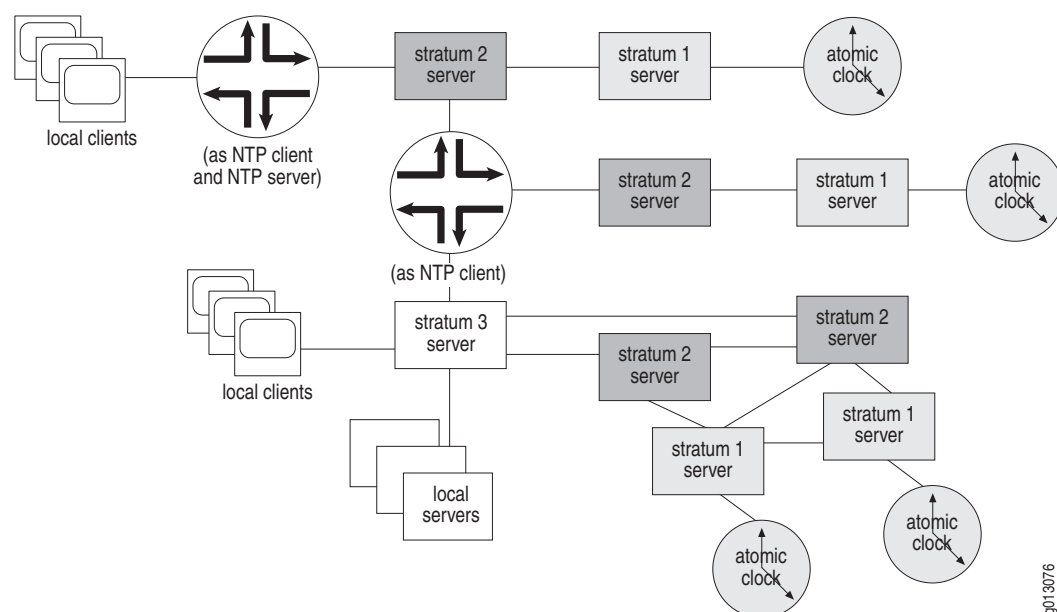 stratum 2
server
stratum 1
server
atomic
clock
local clients
(as NTP client
and NTP server)
stratum 2
server
stratum 1
server
atomic
clock
(as NTP client)
stratum 3
server
stratum 2
server
stratum 2
server
local clients
stratum 1
server
stratum 1
server
local
servers
atomic
clock
atomic
clock
g013076